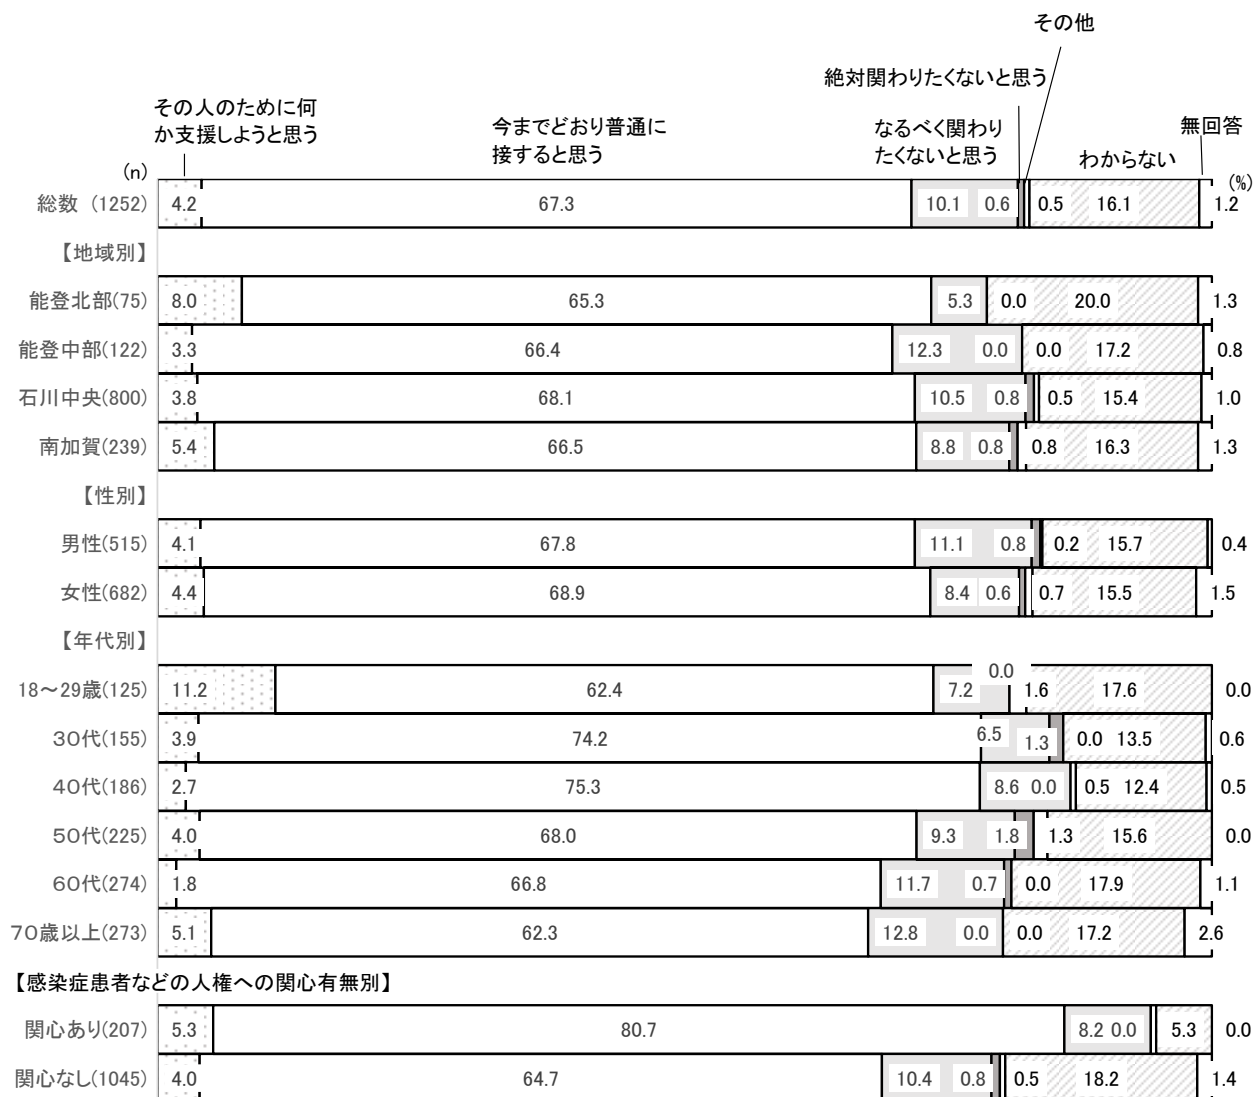 その他
絶対関わりたくないと思う
その人のために何
か支援しようと思う
今までどおり普通に
接すると思う
なるべく関わり
たくないと思う
わからない
無回答
(n)
(%)
総数 (1252) 4.2 67.3 10.1 0.6 0.5 16.1 1.2
【地域別】
能登北部(75) 8.0 65.3 5.3 0.0 20.0 1.3
能登中部(122) 3.3 66.4 12.3 0.0 0.0 17.2 0.8
石川中央(800) 3.8 68.1 10.5 0.8 0.5 15.4 1.0
南加賀(239) 5.4 66.5 8.8 0.8 0.8 16.3 1.3
【性別】
男性(515) 4.1 67.8 11.1 0.8 0.2 15.7 0.4
女性(682) 4.4 68.9 8.4 0.6 0.7 15.5 1.5
【年代別】
18～29歳(125) 11.2 62.4 7.2 0.0 1.6 17.6 0.0
30代(155) 3.9 74.2 6.5 1.3 0.0 13.5 0.6
40代(186) 2.7 75.3 8.6 0.0 0.5 12.4 0.5
50代(225) 4.0 68.0 9.3 1.8 1.3 15.6 0.0
60代(274) 1.8 66.8 11.7 0.7 0.0 17.9 1.1
70歳以上(273) 5.1 62.3 12.8 0.0 0.0 17.2 2.6
【感染症患者などの人権への関心有無別】
関心あり(207) 5.3 80.7 8.2 0.0 5.3 0.0
関心なし(1045) 4.0 64.7 10.4 0.8 0.5 18.2 1.4